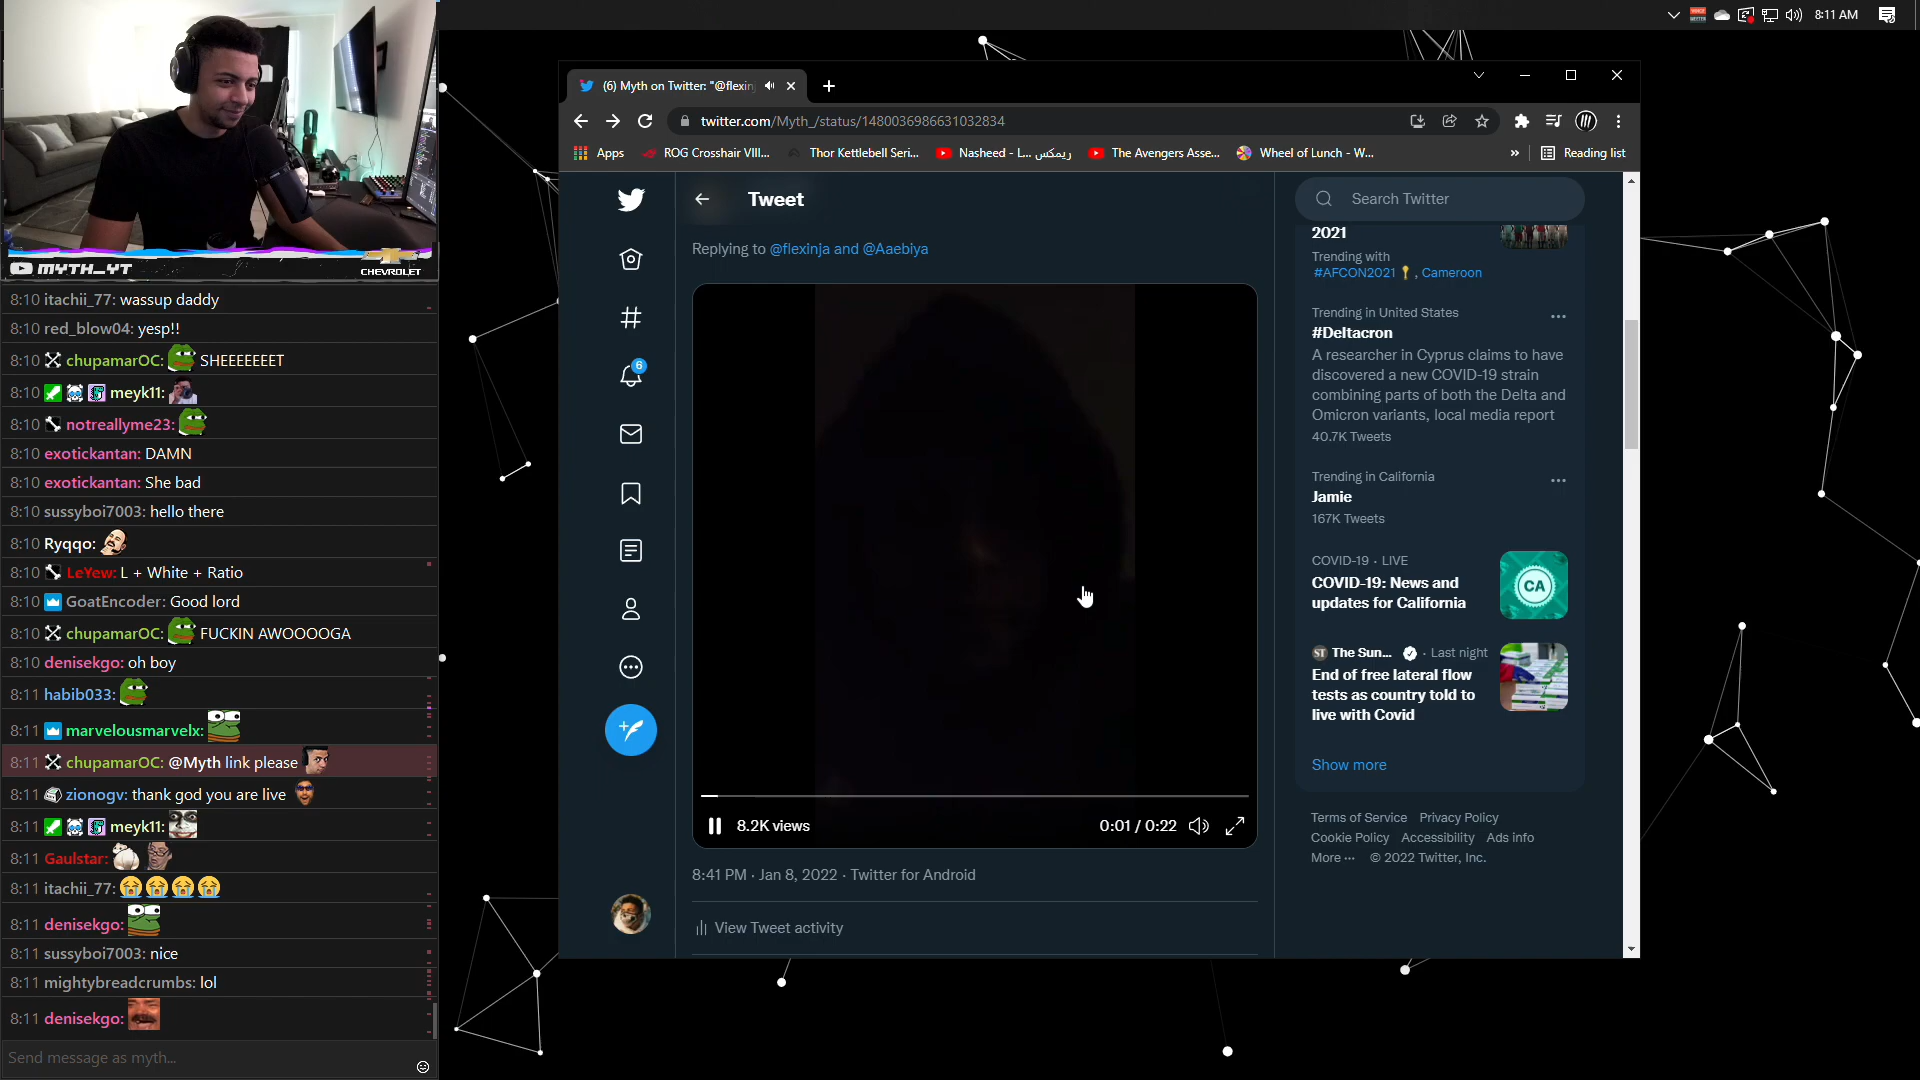 8:11 AM
(6) Myth on Twitter: "@flexinj
twitter.com/Myth_/status/1480036986631032834
Apps
ROG Crosshair VIII...
Thor Kettlebell Seri...
Nasheed - L... ريمكس
The Avengers Asse...
Wheel of Lunch - W...
»
Reading list
MYTH_YT
CHEVROLET
8:10 itachii_77: wassup daddy
8:10 red_blow04: yesp!!
8:10 chupamarOC: SHEEEEEEET
8:10 meyk11:
8:10 notreallyme23:
8:10 exotickantan: DAMN
8:10 exotickantan: She bad
8:10 sussyboi7003: hello there
8:10 Ryqqo:
8:10 LeYew: L + White + Ratio
8:10 GoatEncoder: Good lord
8:10 chupamarOC: FUCKIN AWOOOOGA
8:10 denisekgo: oh boy
8:11 habib033:
8:11 marvelousmarvelx:
8:11 chupamarOC: @Myth link please
8:11 zionogv: thank god you are live
8:11 meyk11:
8:11 Gaulstar:
8:11 itachii_77: 😭😭😭😭
8:11 denisekgo:
8:11 sussyboi7003: nice
8:11 mightybreadcrumbs: lol
8:11 denisekgo:
Send message as myth...
6
Tweet
Replying to @flexinja and @Aaebiya
8.2K views
0:01 / 0:22
8:41 PM · Jan 8, 2022 · Twitter for Android
View Tweet activity
Search Twitter
2021
Trending with
#AFCON2021 , Cameroon
Trending in United States
#Deltacron
A researcher in Cyprus claims to have
discovered a new COVID-19 strain
combining parts of both the Delta and
Omicron variants, local media report
40.7K Tweets
Trending in California
Jamie
167K Tweets
COVID-19 · LIVE
COVID-19: News and
updates for California
CA
The Sun... · Last night
End of free lateral flow
tests as country told to
live with Covid
Show more
Terms of Service Privacy Policy
Cookie Policy Accessibility Ads info
More ··· © 2022 Twitter, Inc.